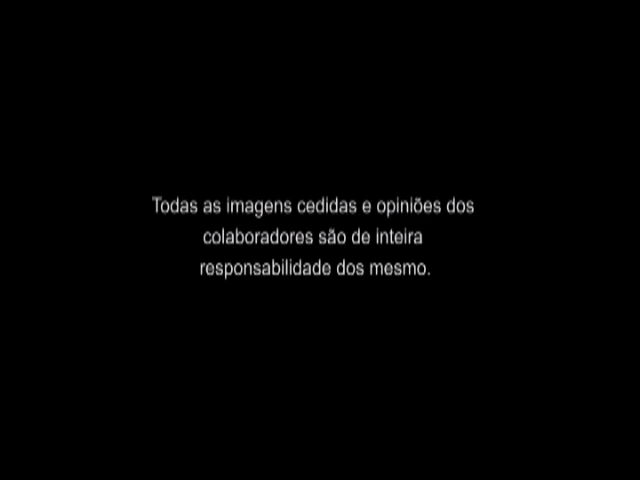 Todas as imagens cedidas e opiniões dos
colaboradores são de inteira
responsabilidade dos mesmo.